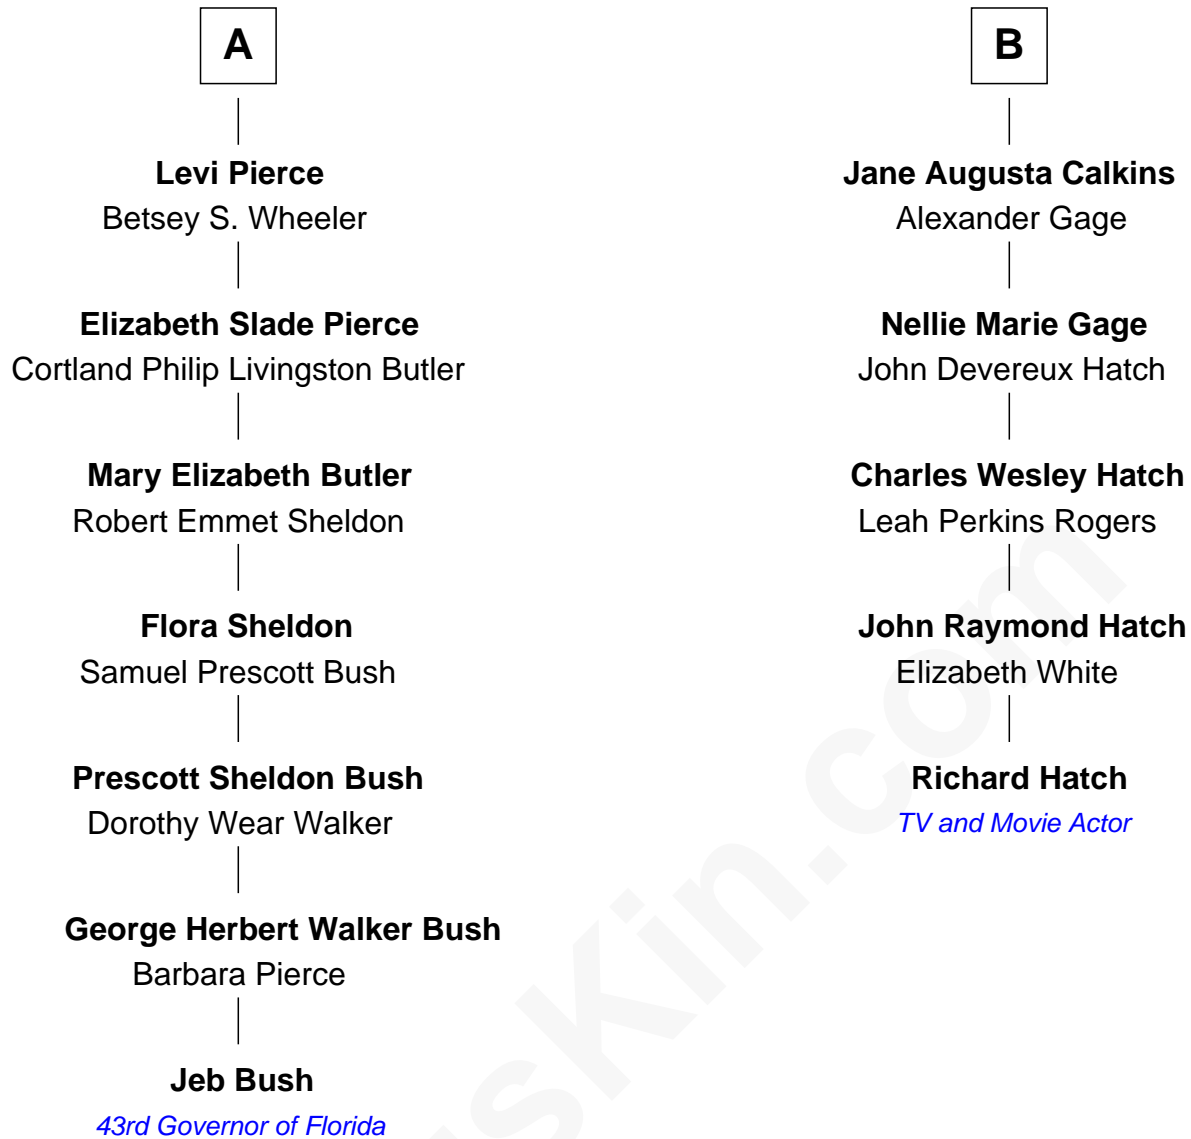 A
Levi Pierce
Betsey S. Wheeler
Elizabeth Slade Pierce
Cortland Philip Livingston Butler
Mary Elizabeth Butler
Robert Emmet Sheldon
Flora Sheldon
Samuel Prescott Bush
Prescott Sheldon Bush
Dorothy Wear Walker
George Herbert Walker Bush
Barbara Pierce
Jeb Bush
43rd Governor of Florida
B
Jane Augusta Calkins
Alexander Gage
Nellie Marie Gage
John Devereux Hatch
Charles Wesley Hatch
Leah Perkins Rogers
John Raymond Hatch
Elizabeth White
Richard Hatch
TV and Movie Actor